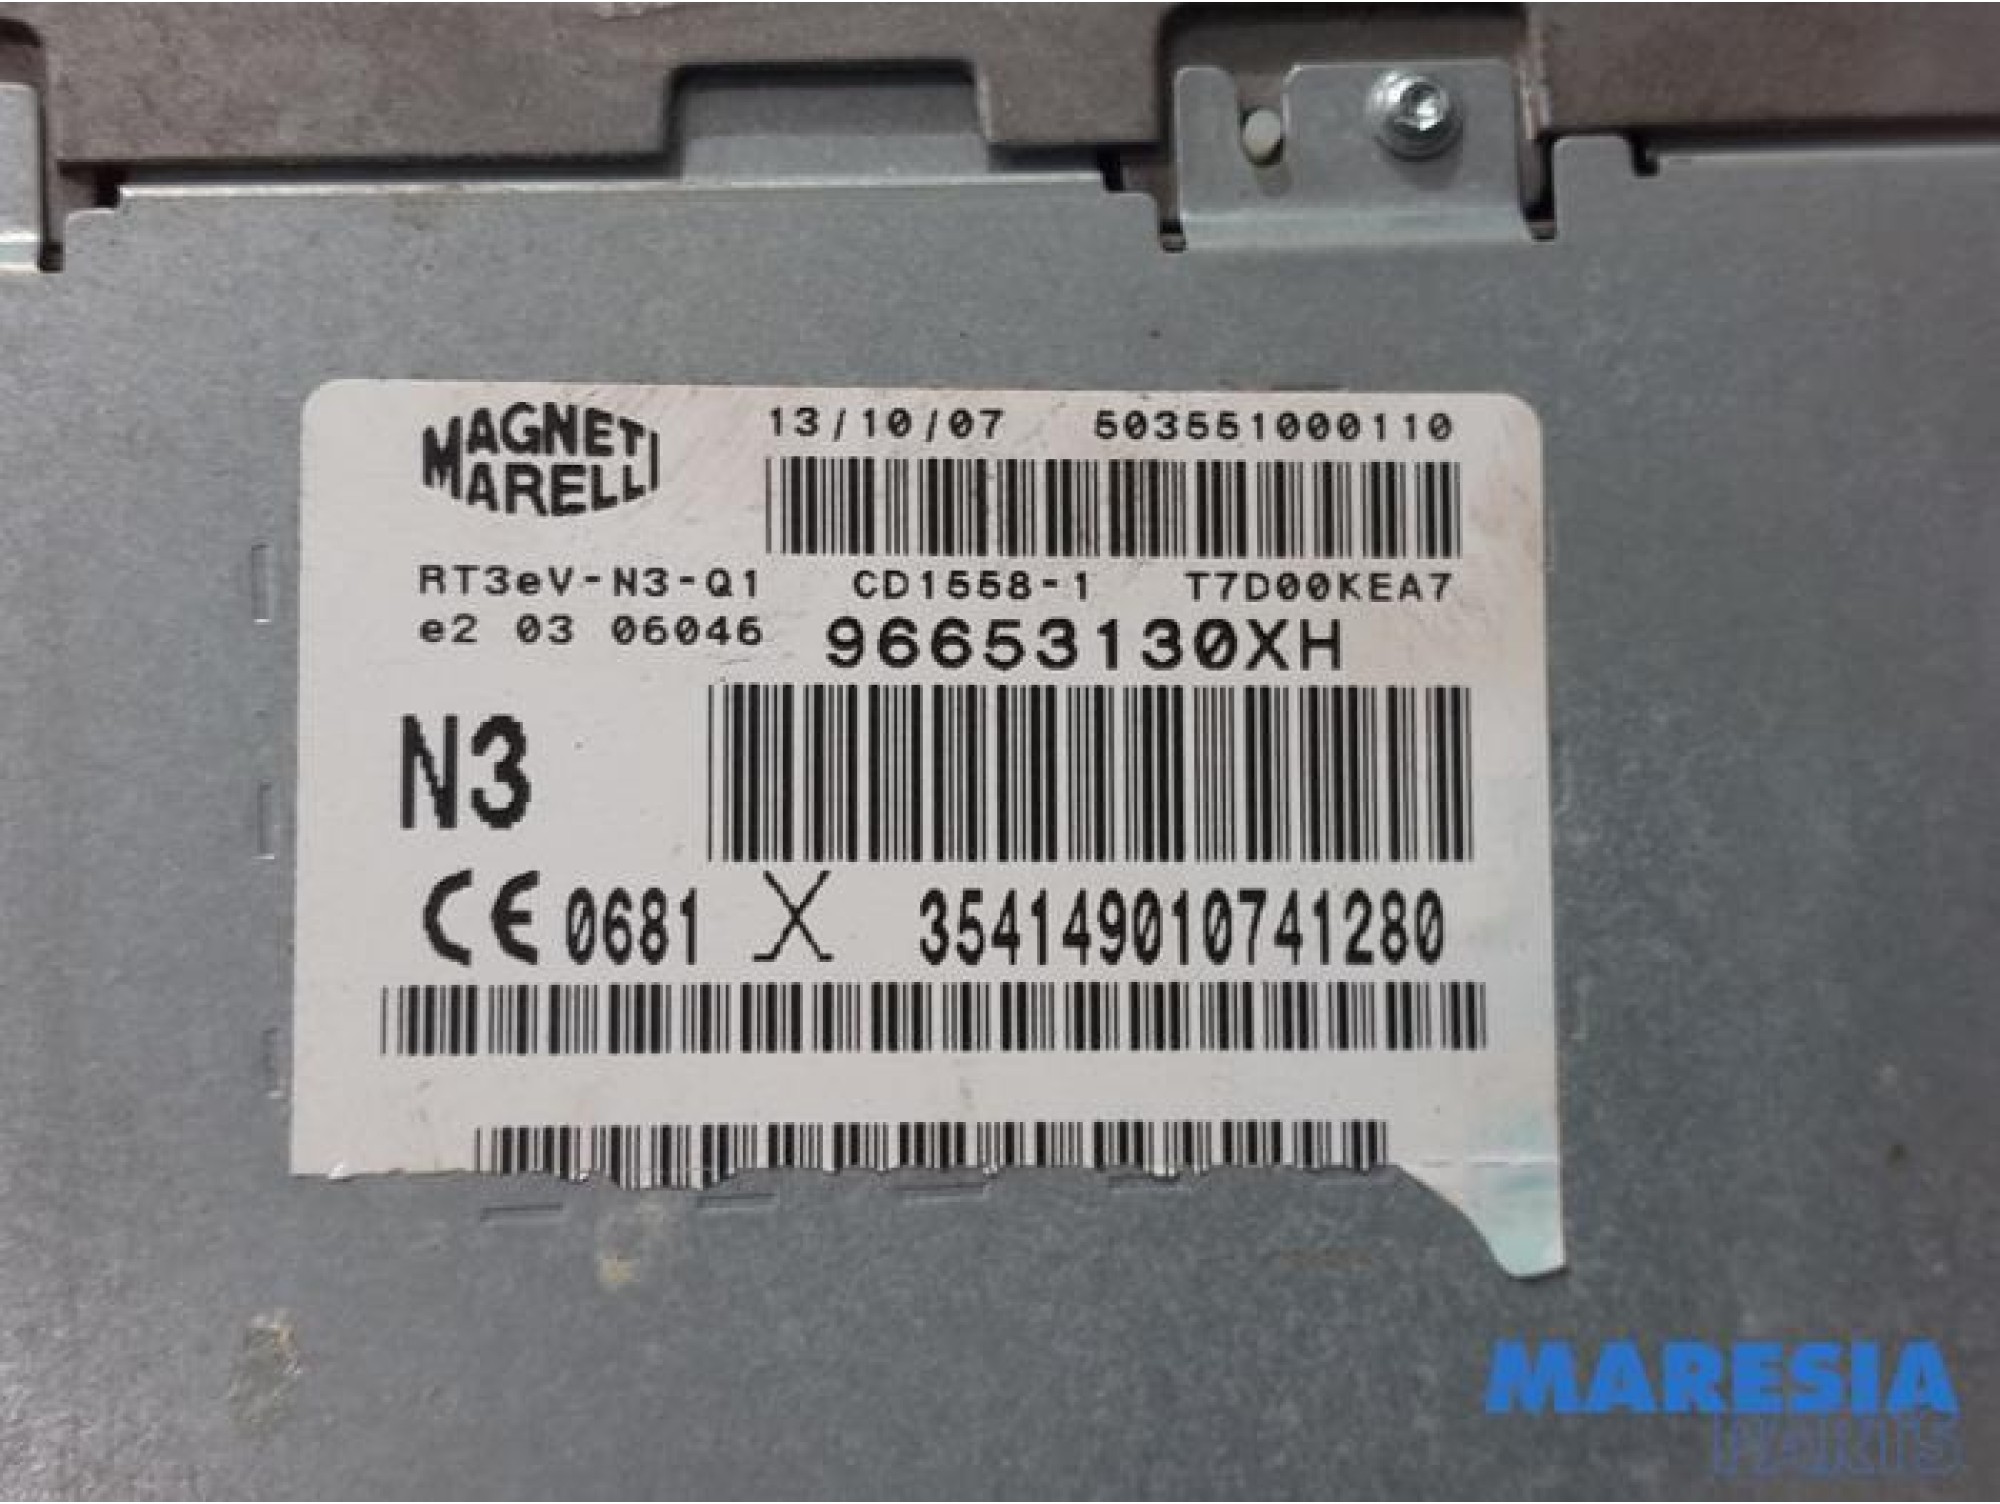 MAGNETI
MARELLI
13/10/07 503551000110
RT3eV-N3-Q1 CD1558-1 T7D00KEA7
e2 03 06046 96653130XH
N3
CE 0681 354149010741280
MARESIA
PARTS